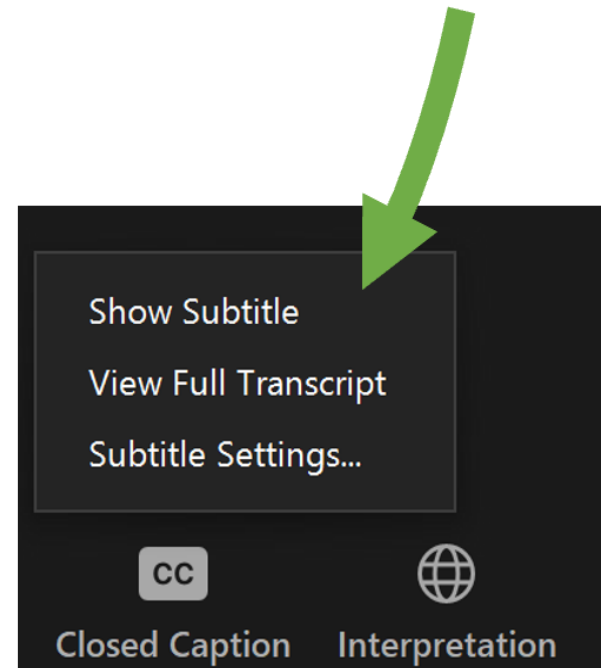 Show Subtitle
View Full Transcript
Subtitle Settings...
CC
Closed Caption Interpretation